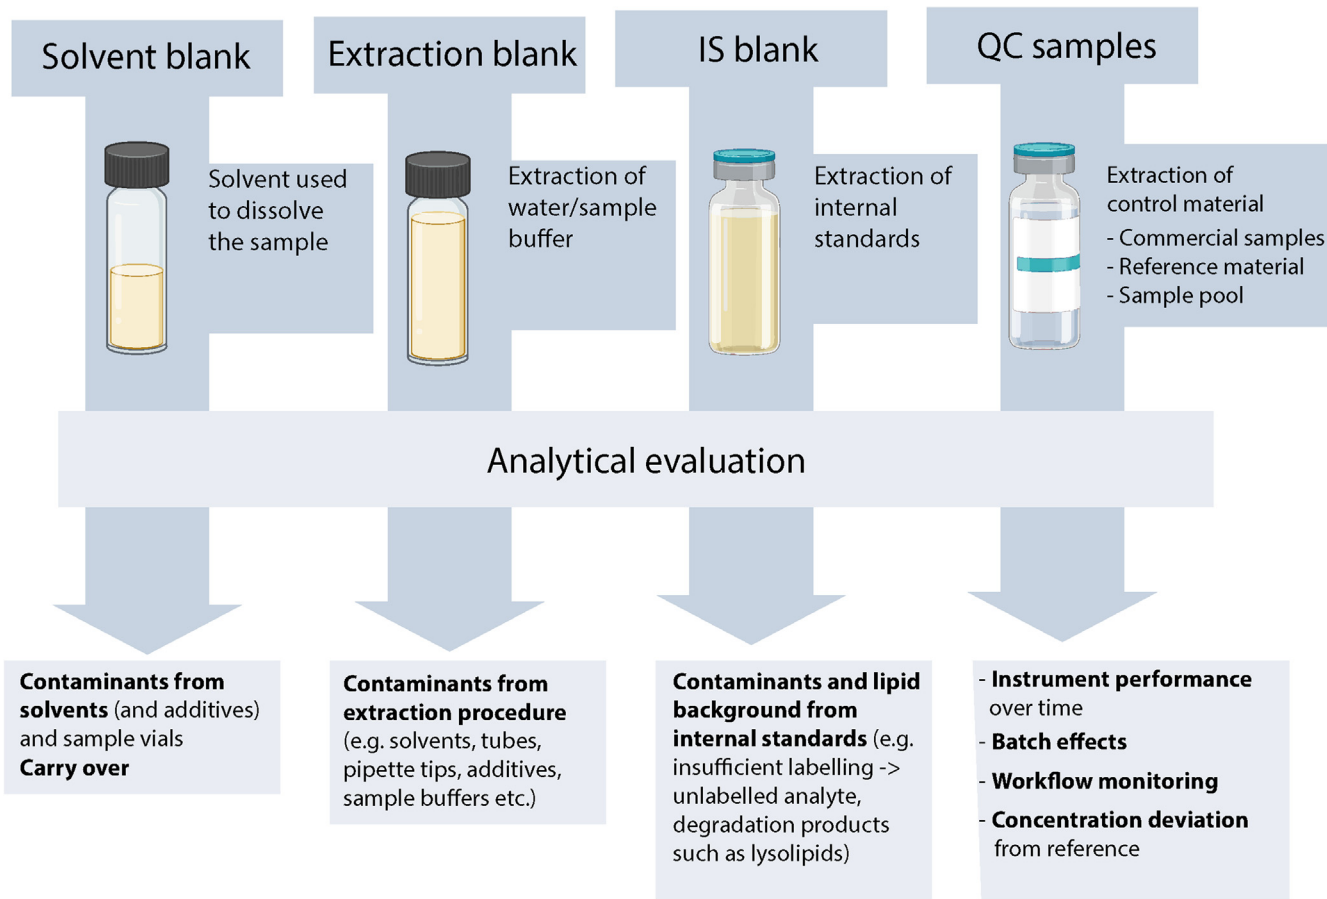 Solvent blank
Extraction blank
IS blank
QC samples
Solvent used
to dissolve
the sample
Extraction of
water/sample
buffer
Extraction of
internal
standards
Extraction of
control material
- Commercial samples
- Reference material
- Sample pool
Analytical evaluation
Contaminants from
solvents (and additives)
and sample vials
Carry over
Contaminants from
extraction procedure
(e.g. solvents, tubes,
pipette tips, additives,
sample buffers etc.)
Contaminants and lipid
background from
internal standards (e.g.
insufficient labelling ->
unlabelled analyte,
degradation products
such as lysolipids)
- Instrument performance
over time
- Batch effects
- Workflow monitoring
- Concentration deviation
from reference